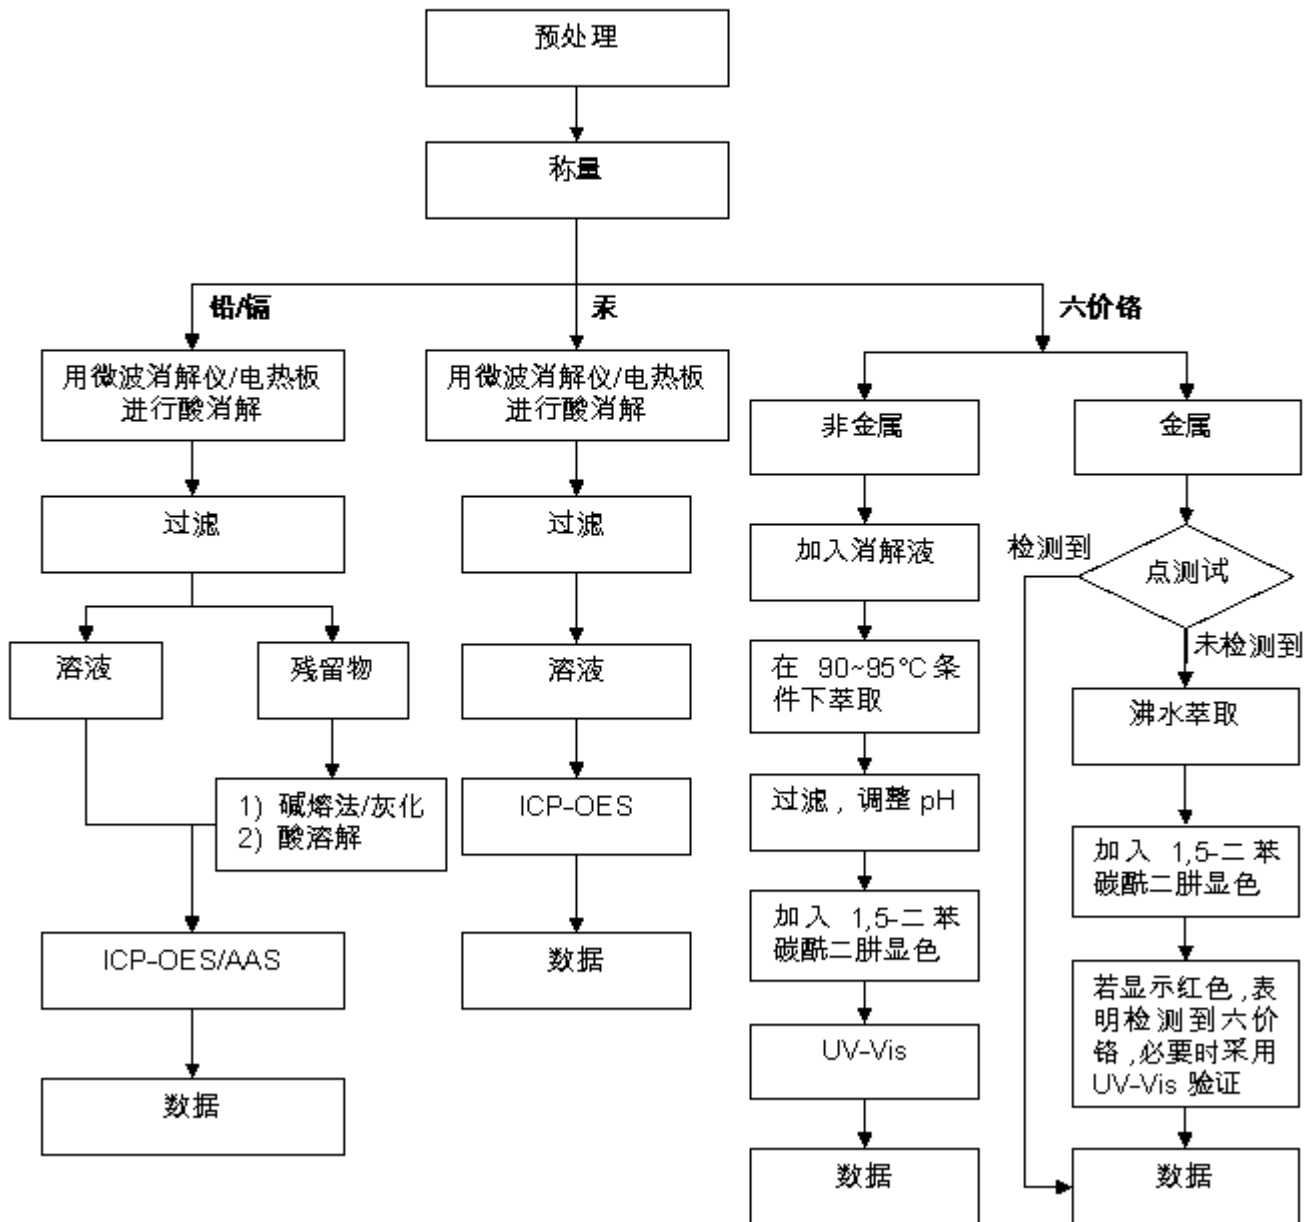 预处理
称量
铅/镉
汞
六价铬
用微波消解仪/电热板
进行酸消解
过滤
溶液
残留物
1) 碱熔法/灰化
2) 酸溶解
ICP-OES/AAS
数据
用微波消解仪/电热板
进行酸消解
过滤
溶液
ICP-OES
数据
非金属
加入消解液
在 90~95°C 条
件下萃取
过滤, 调整 pH
加入 1,5-二苯
碳酰二肼显色
UV-Vis
数据
金属
点测试
检测到
未检测到
沸水萃取
加入 1,5-二苯
碳酰二肼显色
若显示红色,表
明检测到六价
铬,必要时采用
UV-Vis 验证
数据